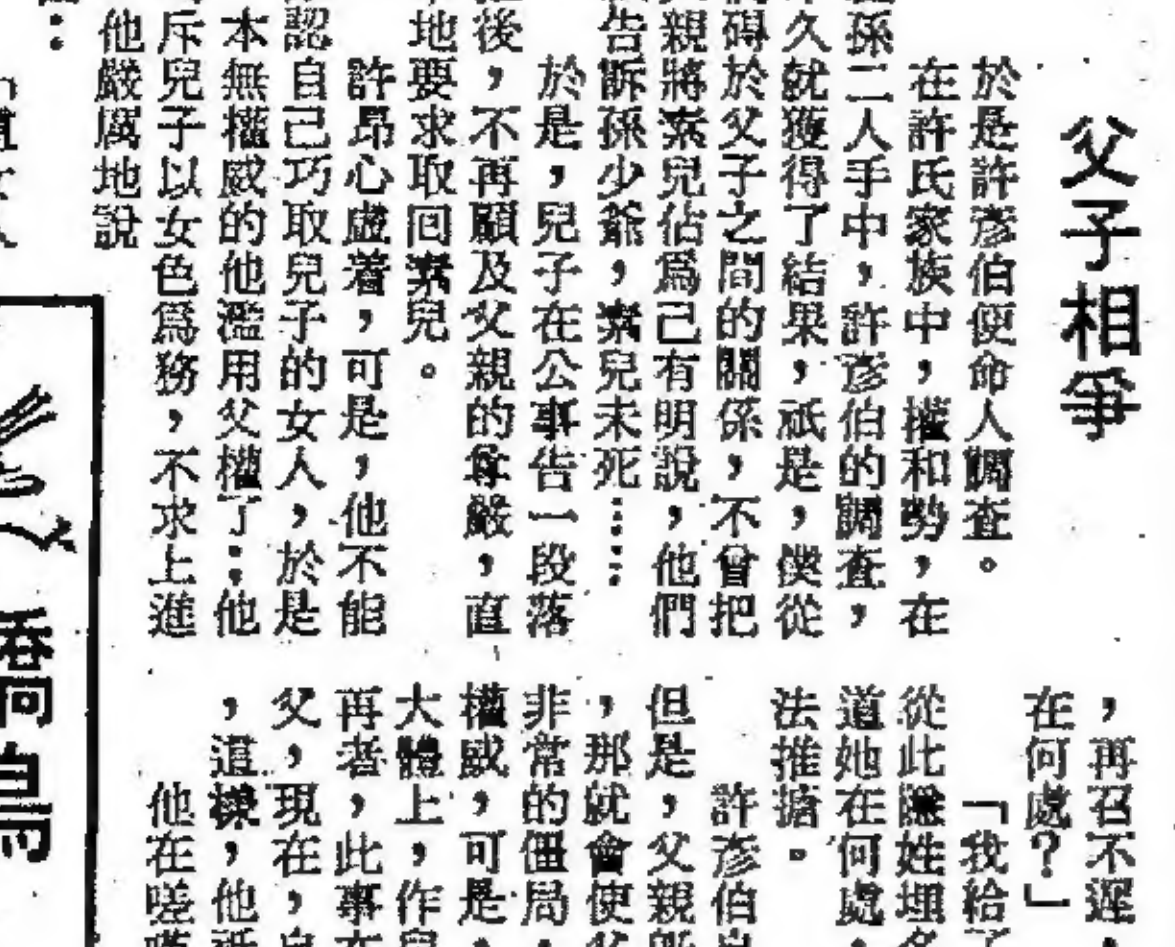 父子相爭
於是許彥伯便命人調查。
在許氏家族中，權和勢，在
孫二人手中，許彥伯的調查，
久就獲得了結果，祇是，僕從
碍於父子之間的關係，不曾把
親將素兒佔爲己有明說，他們
告訴孫少爺，素兒未死……
於是，兒子在公事告一段落
後，不再顧及父親的尊嚴，直
地要求取回素兒。
許昂心虛着，可是，他不能
認自己巧取兒子的女人，於是
本無權威的他濫用父權了；他
斥兒子以女色爲務，不求上進
他嚴厲地說
：
，再召不遲，
在何處？」
「我給
從此隱姓埋名
道她在何處，
法推搪。
許彥伯
但是，父親
，那就會使父
非常的僵局，
權威，可是，
大體上，作兒
再者，此事
父，現在，
，這樣，他祇
他在嗟嘆